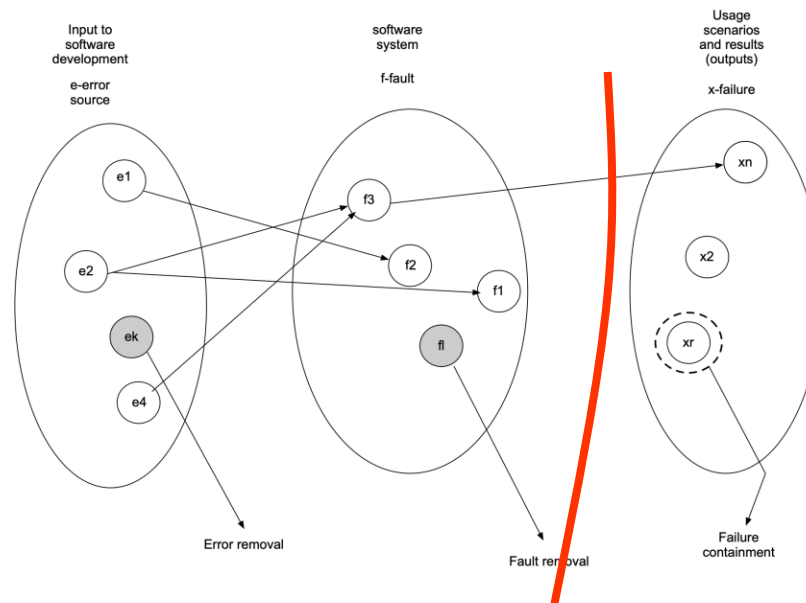 Input to
software
development
e-error
source
software
system
f-fault
Usage
scenarios
and results
(outputs)
x-failure
e1
e2
ek
e4
f3
f2
f1
fl
xn
x2
xr
Error removal
Fault removal
Failure
containment